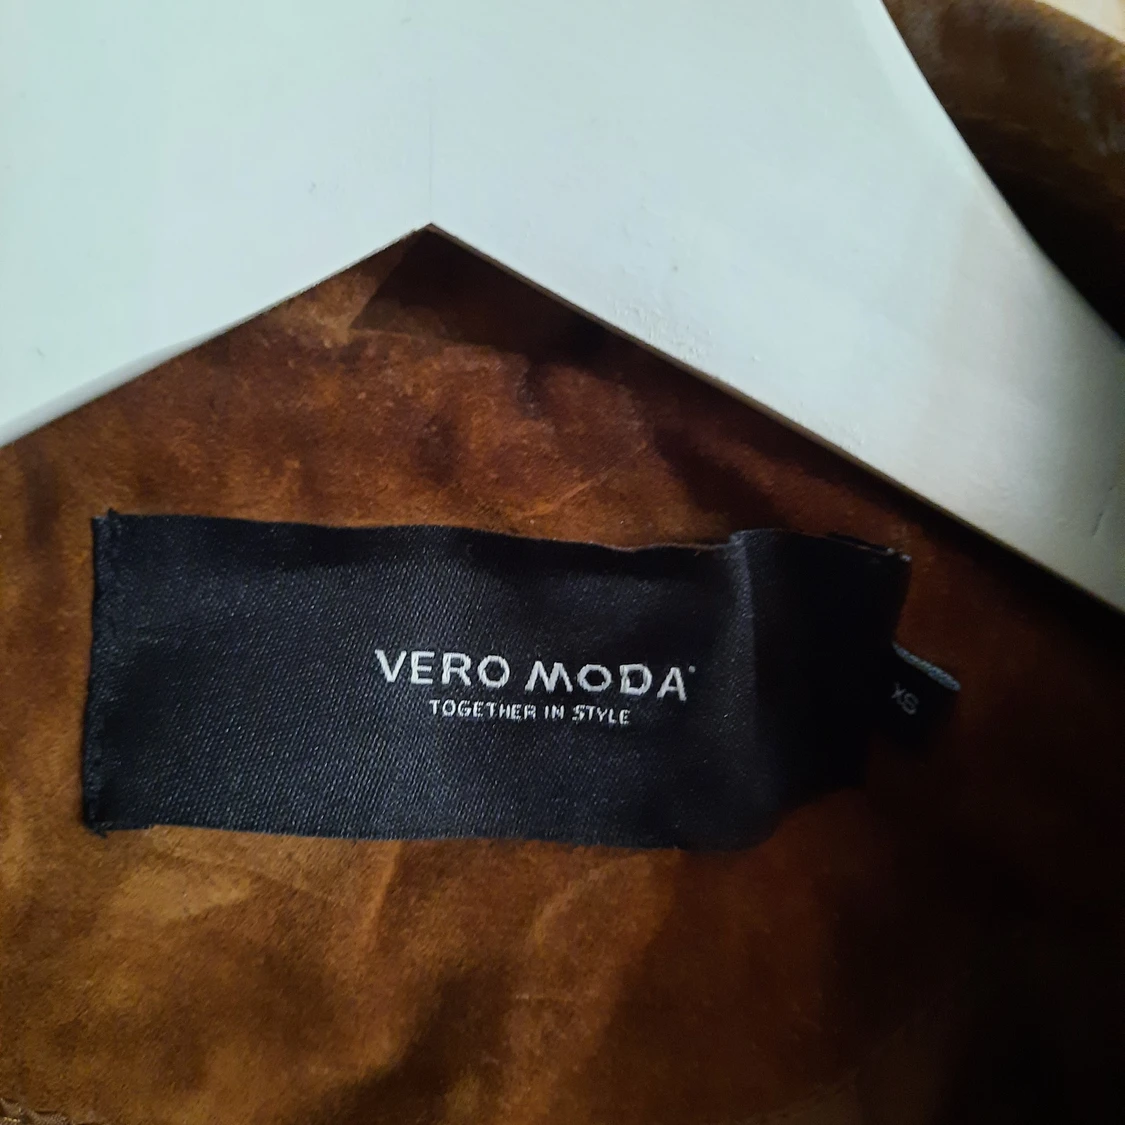 VERO MODA
TOGETHER IN STYLE
XS